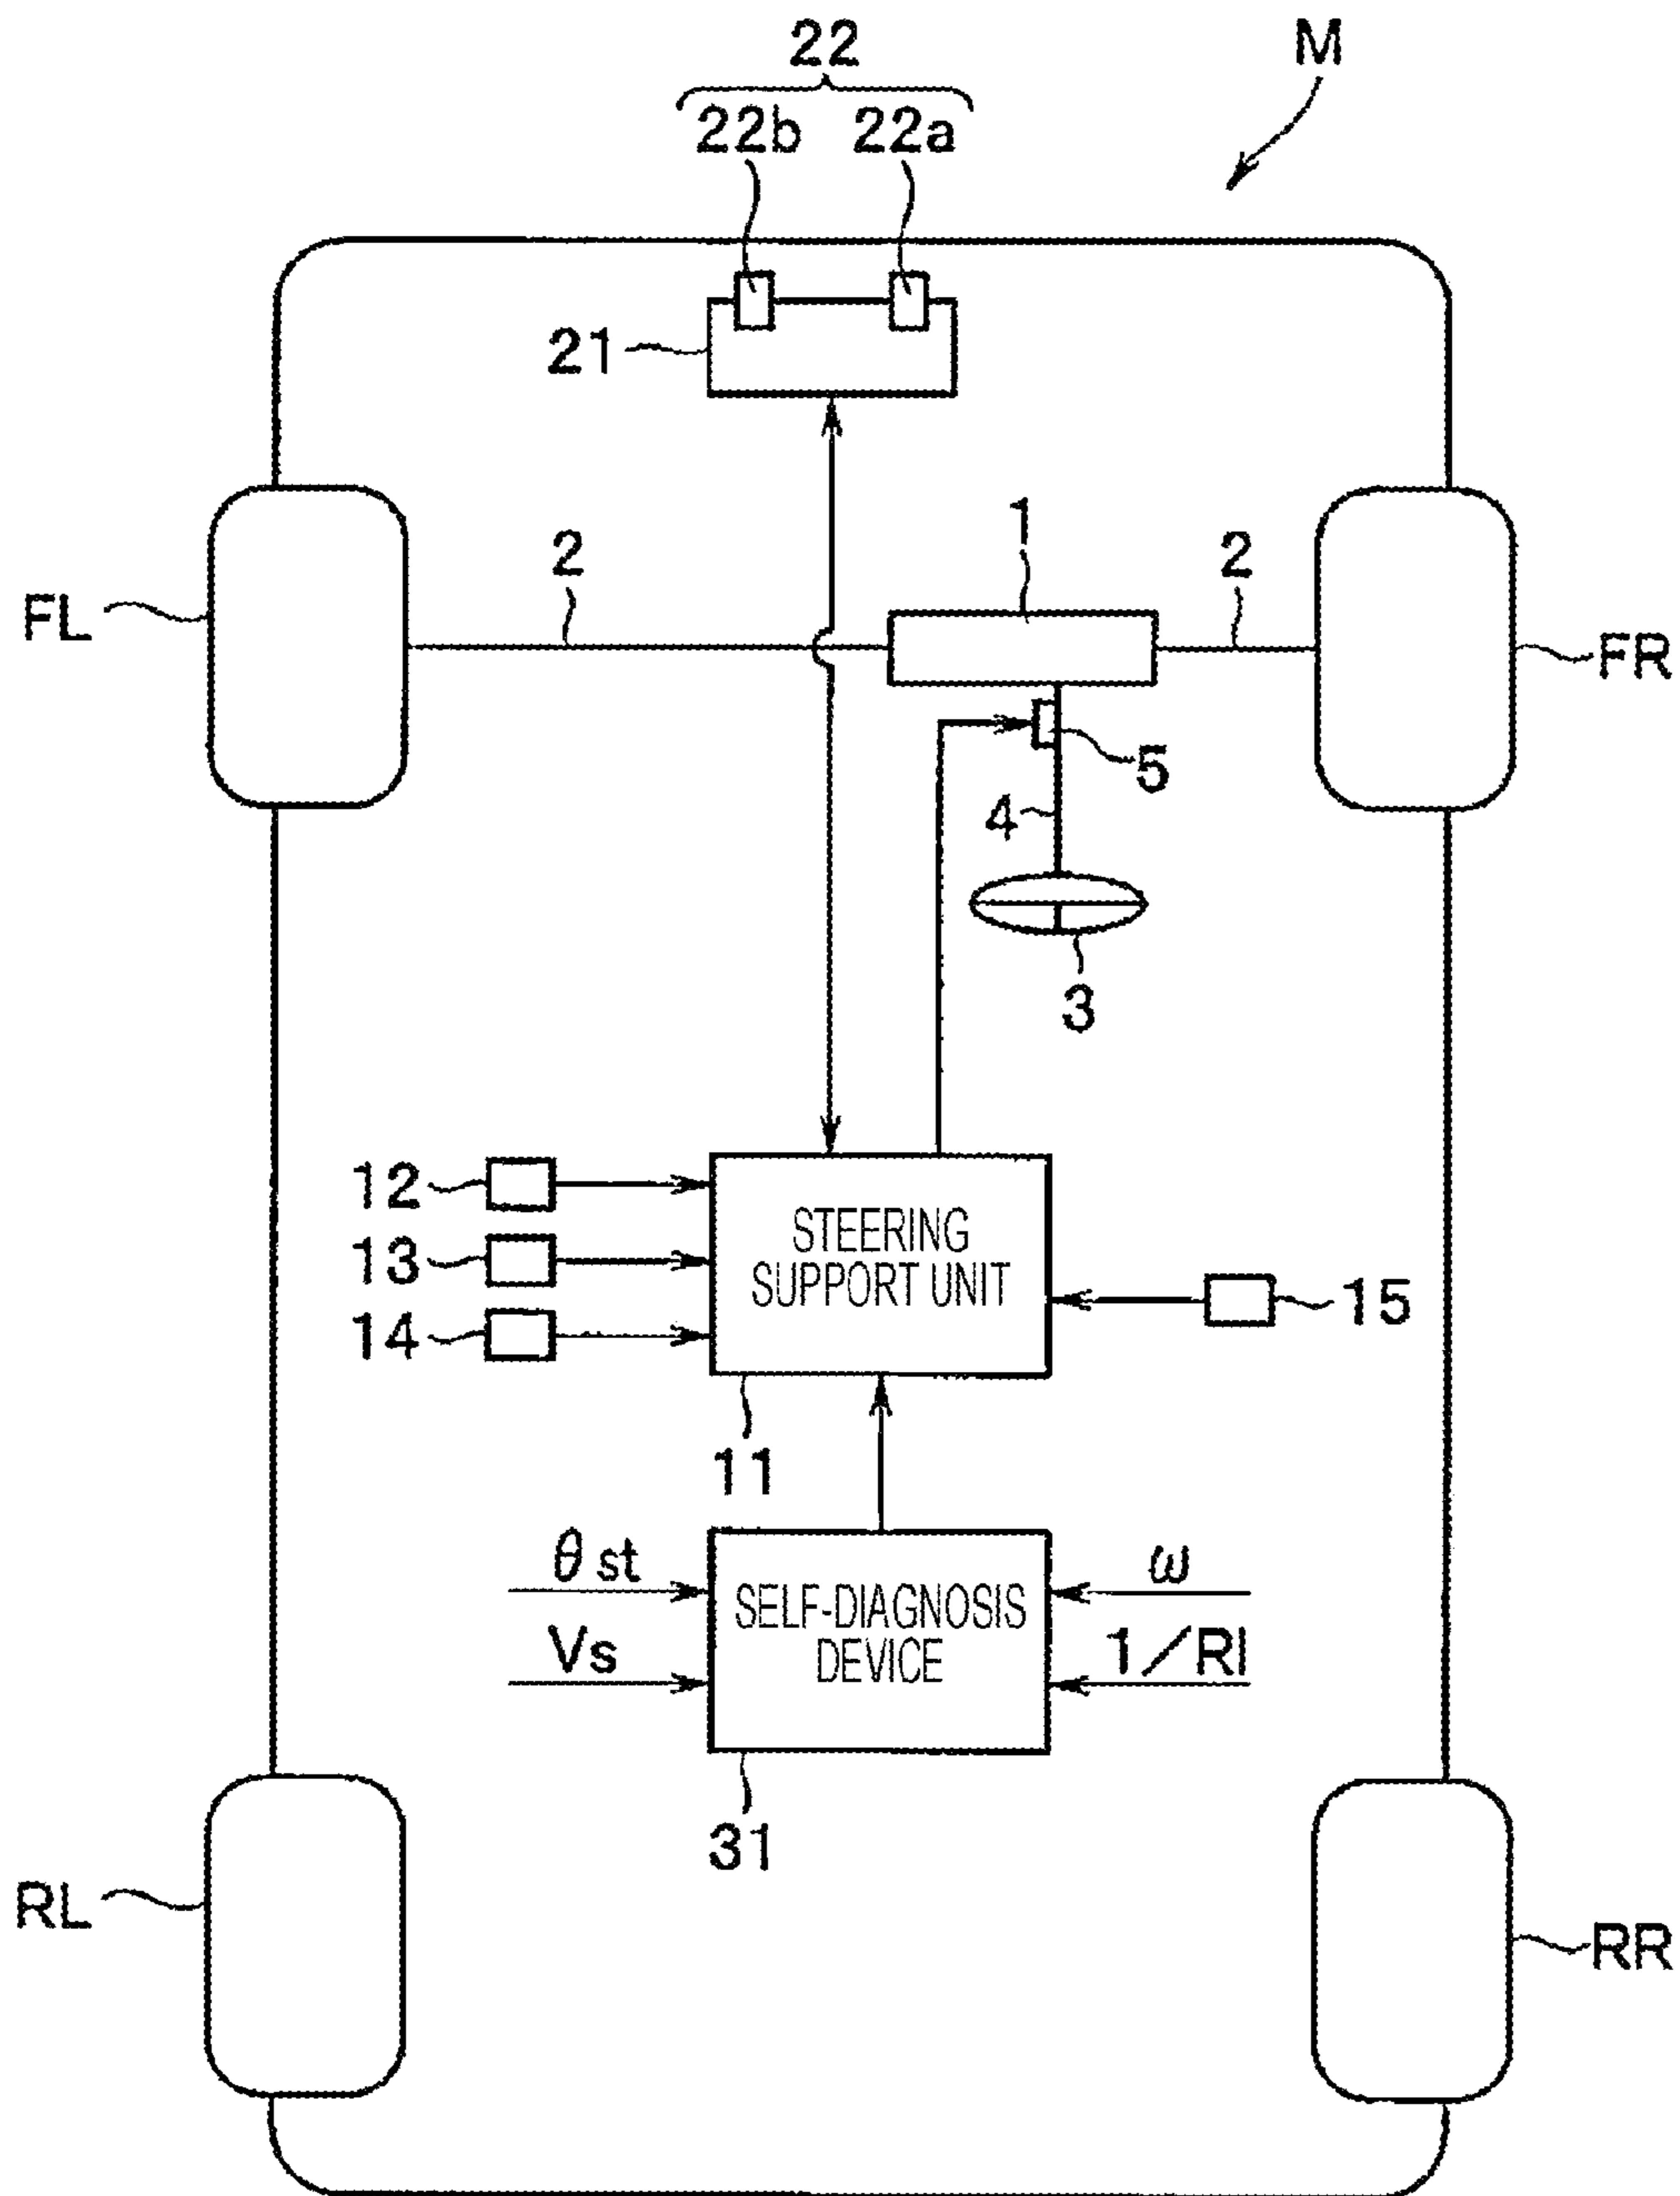 22
M
22b 22a
21
1
2
2
FL
FR
5
4
3
12
STEERING
13
SUPPORT UNIT
15
14
11
θst
ω
SELF-DIAGNOSIS
Vs
DEVICE
1/Rl
31
RL
RR